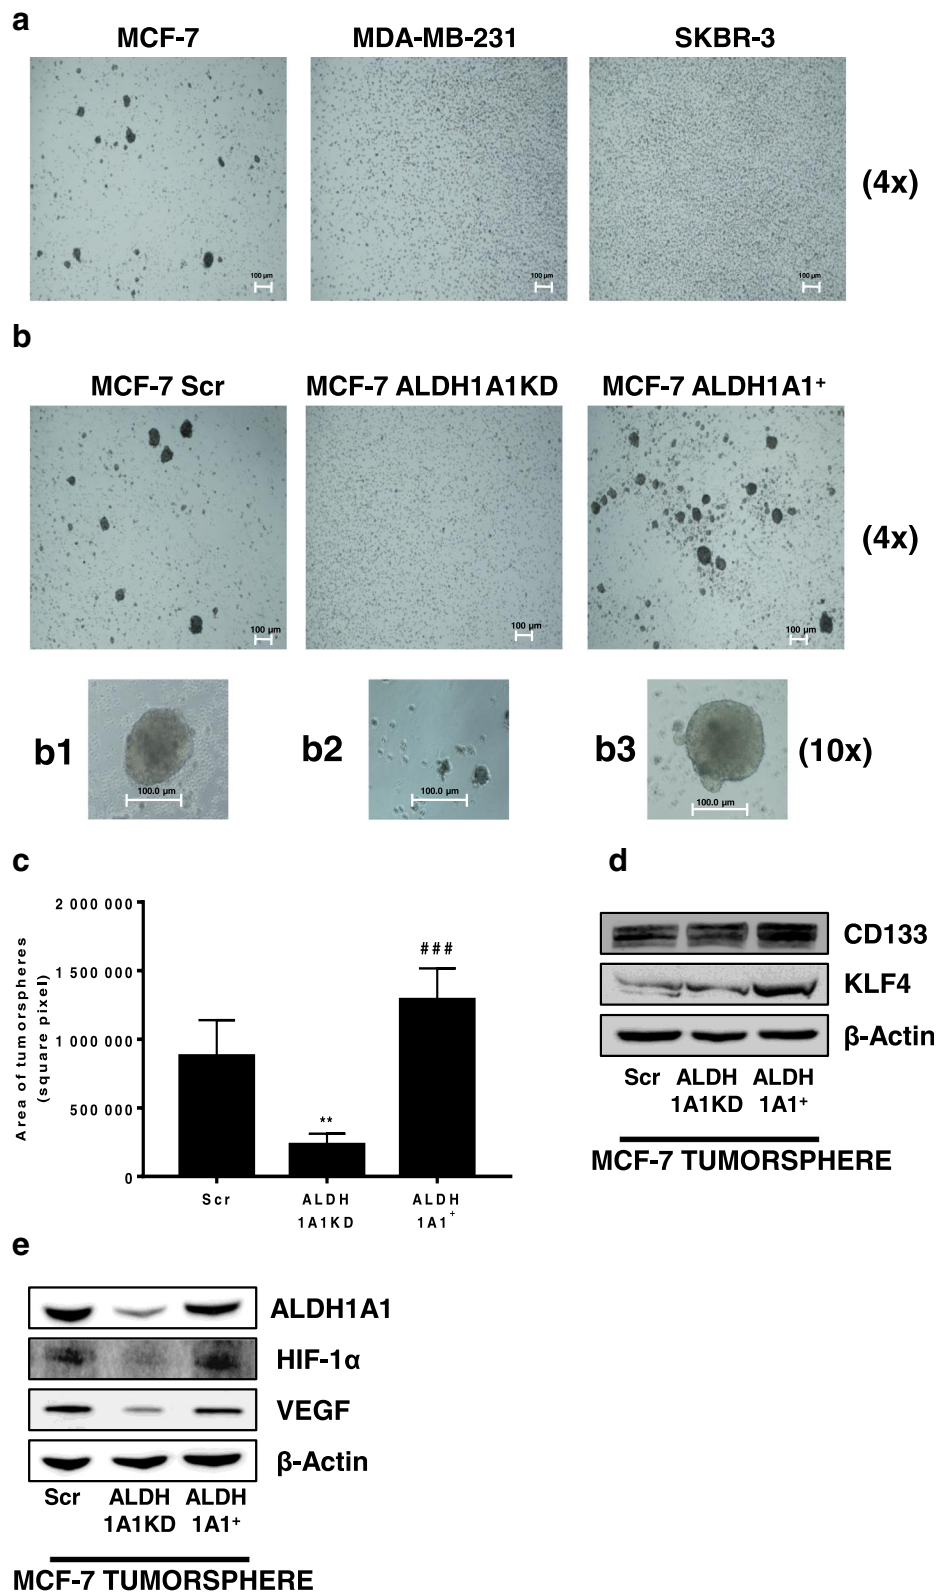 a
MCF-7 MDA-MB-231 SKBR-3
100 µm 100 µm 100 µm
(4x)
b
MCF-7 Scr MCF-7 ALDH1A1KD MCF-7 ALDH1A1+
100 µm 100 µm 100 µm
(4x)
b1 b2 b3 (10x)
100.0 µm 100.0 µm 100.0 µm
c
Area of tumorspheres
(square pixel)
2 000 000
1 500 000
1 000 000
500 000
0
**
###
Scr ALDH ALDH
1A1KD 1A1+
d
CD133
KLF4
β-Actin
Scr ALDH ALDH
1A1KD 1A1+
MCF-7 TUMORSPHERE
e
ALDH1A1
HIF-1α
VEGF
β-Actin
Scr ALDH ALDH
1A1KD 1A1+
MCF-7 TUMORSPHERE